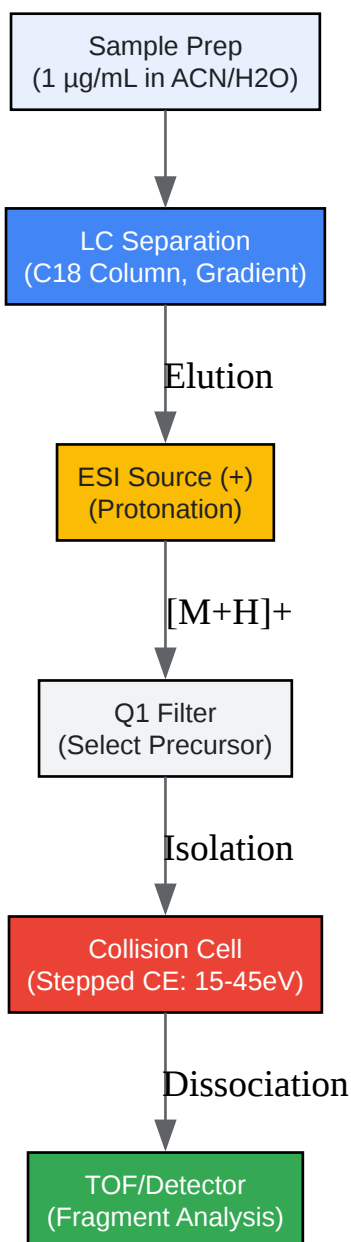 Sample Prep
(1 µg/mL in ACN/H2O)
LC Separation
(C18 Column, Gradient)
Elution
ESI Source (+)
(Protonation)
[M+H]+
Q1 Filter
(Select Precursor)
Isolation
Collision Cell
(Stepped CE: 15-45eV)
Dissociation
TOF/Detector
(Fragment Analysis)